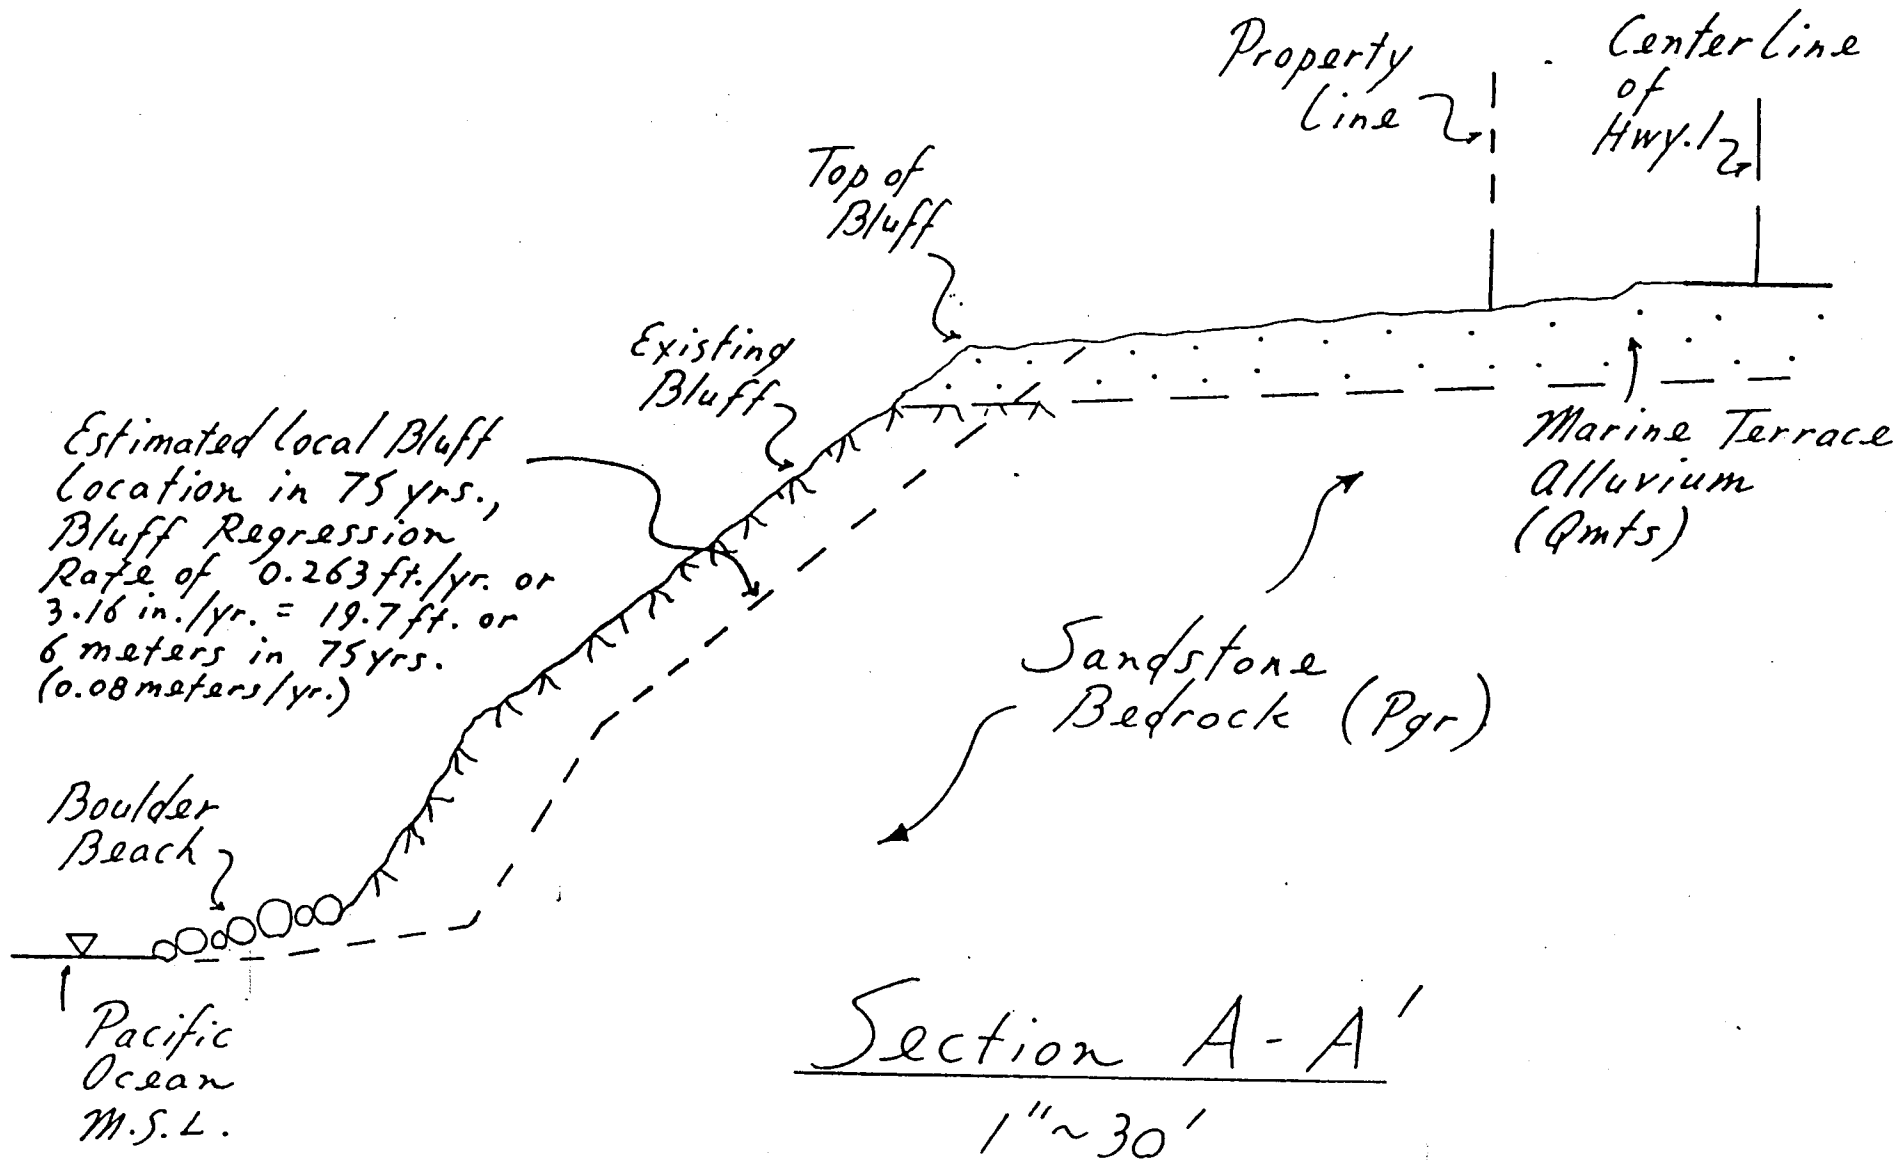 Property
Line
Center Line
of
Hwy. 1
Top of
Bluff
Existing
Bluff
Estimated Local Bluff
Location in 75 yrs.,
Bluff Regression
Rate of 0.263 ft./yr. or
3.16 in./yr. = 19.7 ft. or
6 meters in 75 yrs.
(0.08 meters/yr.)
Marine Terrace
Alluvium
(Qmts)
Sandstone
Bedrock (Pgr)
Boulder
Beach
Pacific
Ocean
M.S.L.
Section A - A'
1" ~ 30'